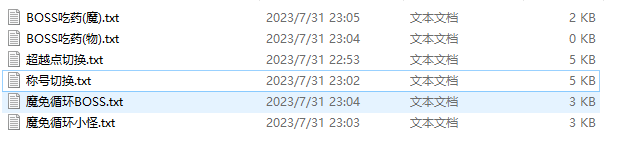 BOSS吃药(魔).txt 2023/7/31 23:05 文本文档 2 KB
BOSS吃药(物).txt 2023/7/31 23:04 文本文档 0 KB
超越点切换.txt 2023/7/31 22:53 文本文档 5 KB
称号切换.txt 2023/7/31 23:02 文本文档 5 KB
魔免循环BOSS.txt 2023/7/31 23:04 文本文档 3 KB
魔免循环小怪.txt 2023/7/31 23:03 文本文档 3 KB